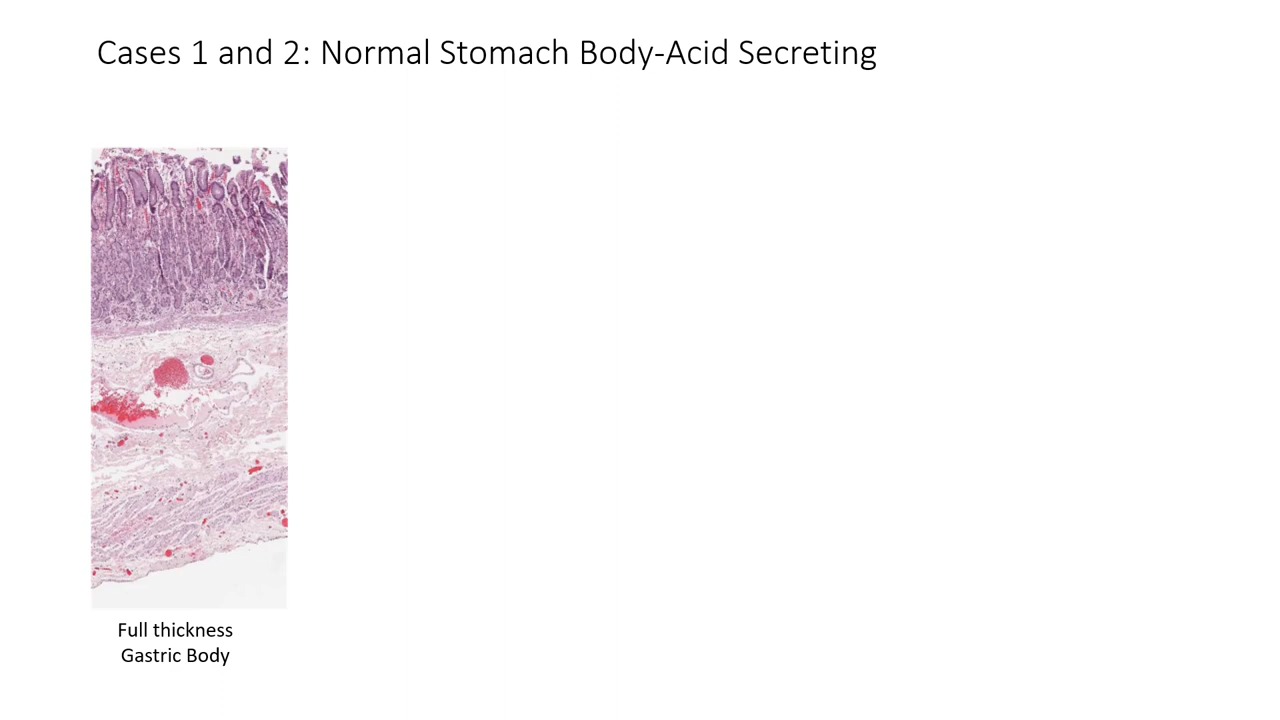 Cases 1 and 2: Normal Stomach Body-Acid Secreting
Full thickness
Gastric Body